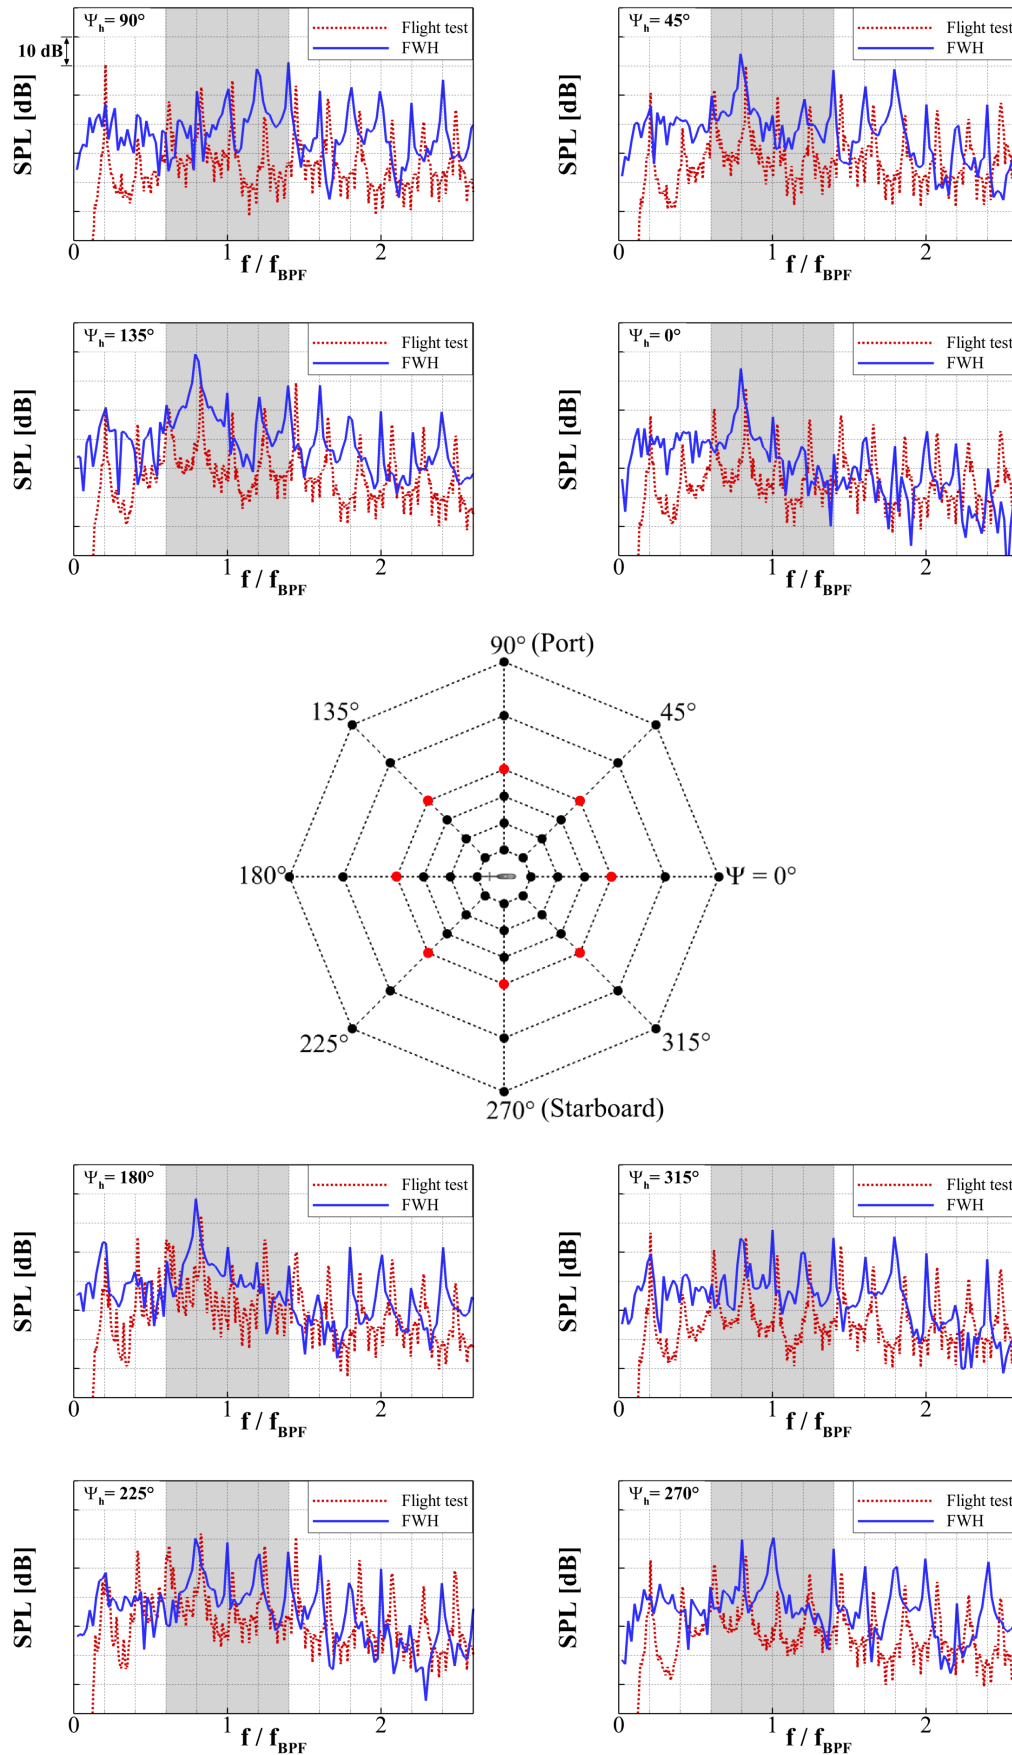 Ψh= 90°
Flight test
FWH
10 dB
SPL [dB]
0
1
2
f / fBPF
Ψh= 45°
Flight test
FWH
SPL [dB]
0
1
2
f / fBPF
Ψh= 135°
Flight test
FWH
SPL [dB]
0
1
2
f / fBPF
Ψh= 0°
Flight test
FWH
SPL [dB]
0
1
2
f / fBPF
90° (Port)
135°
45°
180°
Ψ = 0°
225°
315°
270° (Starboard)
Ψh= 180°
Flight test
FWH
SPL [dB]
0
1
2
f / fBPF
Ψh= 315°
Flight test
FWH
SPL [dB]
0
1
2
f / fBPF
Ψh= 225°
Flight test
FWH
SPL [dB]
0
1
2
f / fBPF
Ψh= 270°
Flight test
FWH
SPL [dB]
0
1
2
f / fBPF